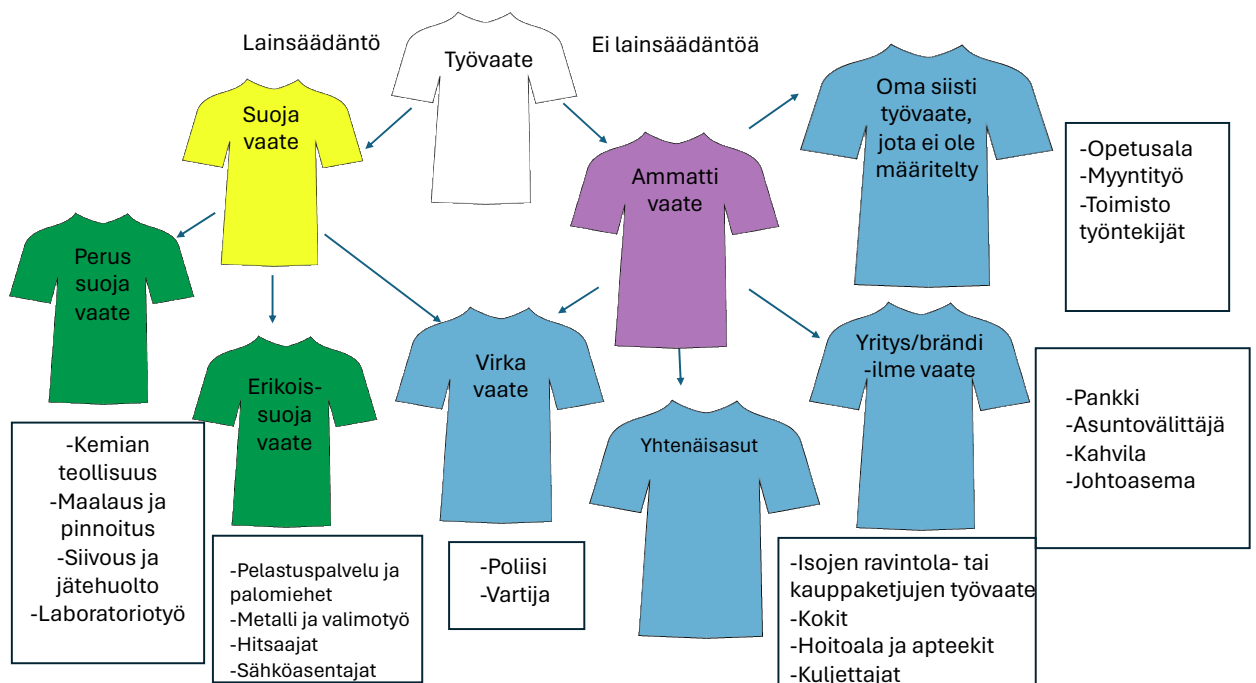 Lainsäädäntö
Työvaate
Ei lainsäädäntöä
Suoja
vaate
Ammatti
vaate
Oma siisti
työvaate,
jota ei ole
määritelty
-Opetusala
-Myyntityö
-Toimisto
työntekijät
Perus
suoja
vaate
Erikois-
suoja
vaate
Virka
vaate
Yhtenäisasut
Yritys/brändi
-ilme vaate
-Pankki
-Asuntovälittäjä
-Kahvila
-Johtoasema
-Kemian
teollisuus
-Maalaus ja
pinnoitus
-Siivous ja
jätehuolto
-Laboratoriotyö
-Pelastuspalvelu ja
palomiehet
-Metalli ja valimotyö
-Hitsaajat
-Sähköasentajat
-Poliisi
-Vartija
-Isojen ravintola- tai
kauppaketjujen työvaate
-Kokit
-Hoitoala ja apteekit
-Kuljettajat